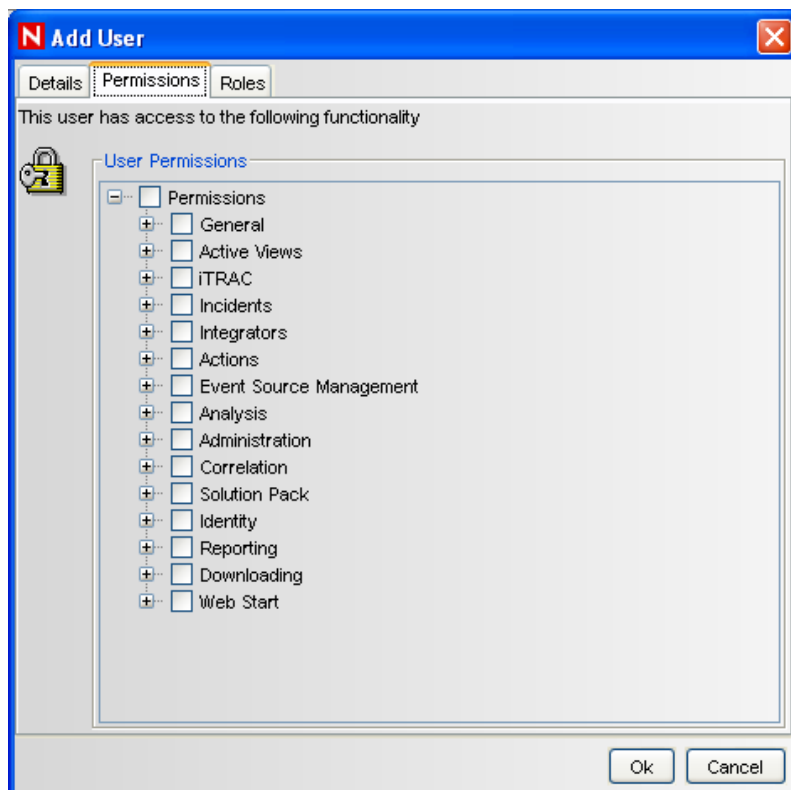 N Add User
Details Permissions Roles
This user has access to the following functionality
User Permissions
Permissions
General
Active Views
iTRAC
Incidents
Integrators
Actions
Event Source Management
Analysis
Administration
Correlation
Solution Pack
Identity
Reporting
Downloading
Web Start
Ok Cancel